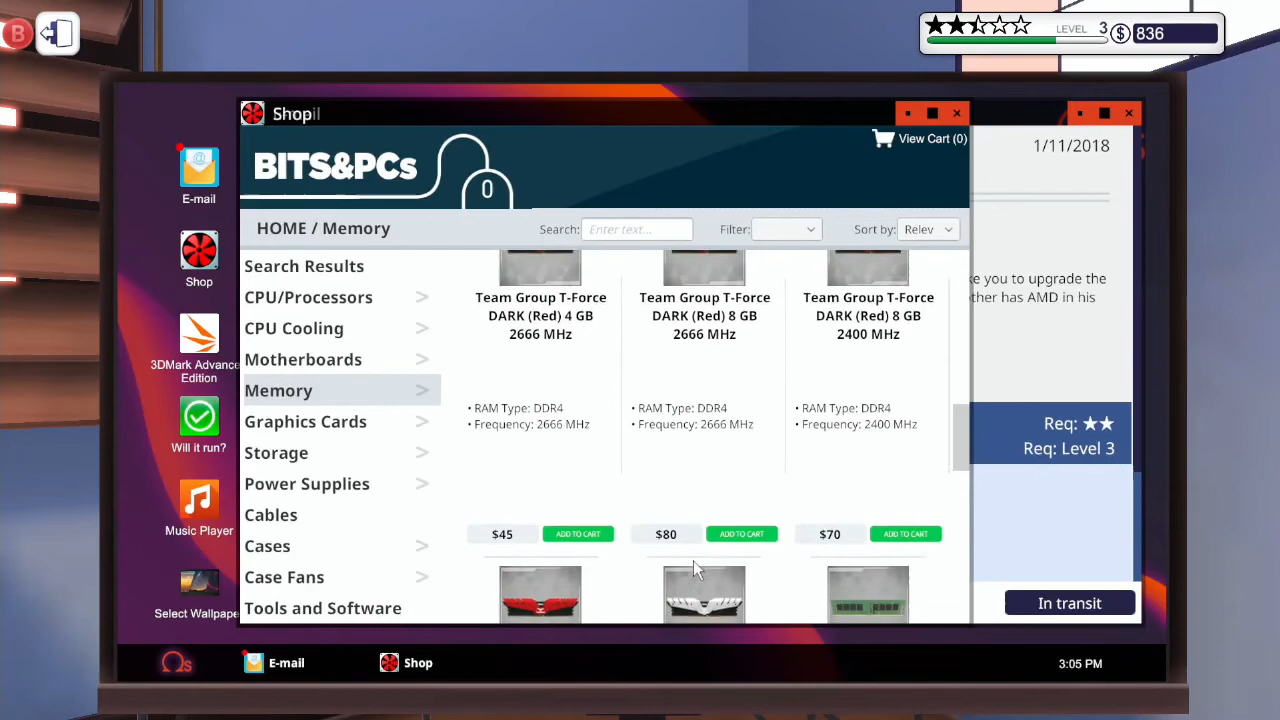 B
LEVEL 3
$ 836
Shop
View Cart (0)
BITS&PCs
HOME / Memory
Search: Enter text...
Filter:
Sort by: Relev
Search Results
CPU/Processors >
CPU Cooling >
Motherboards >
Memory >
Graphics Cards >
Storage >
Power Supplies >
Cables
Cases >
Case Fans >
Tools and Software
Team Group T-Force
DARK (Red) 4 GB
2666 MHz
• RAM Type: DDR4
• Frequency: 2666 MHz
$45 ADD TO CART
Team Group T-Force
DARK (Red) 8 GB
2666 MHz
• RAM Type: DDR4
• Frequency: 2666 MHz
$80 ADD TO CART
Team Group T-Force
DARK (Red) 8 GB
2400 MHz
• RAM Type: DDR4
• Frequency: 2400 MHz
$70 ADD TO CART
1/11/2018
ke you to upgrade the
ther has AMD in his
Req: ★★
Req: Level 3
In transit
E-mail
Shop
3DMark Advance
Edition
Will it run?
Music Player
Select Wallpape
E-mail
Shop
3:05 PM